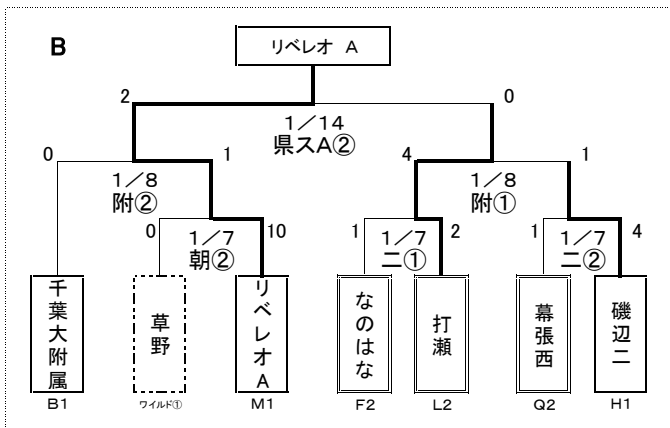 B
リベレオ A
2
0
1／14
県スA②
0
1
4
1
1／8
附②
1／8
附①
0
10
1
2
1
4
1／7
朝②
1／7
二①
1／7
二②
千葉大附属
草野
リベレオA
なのはな
打瀬
幕張西
磯辺二
B1
ワイルド①
M1
F2
L2
Q2
H1